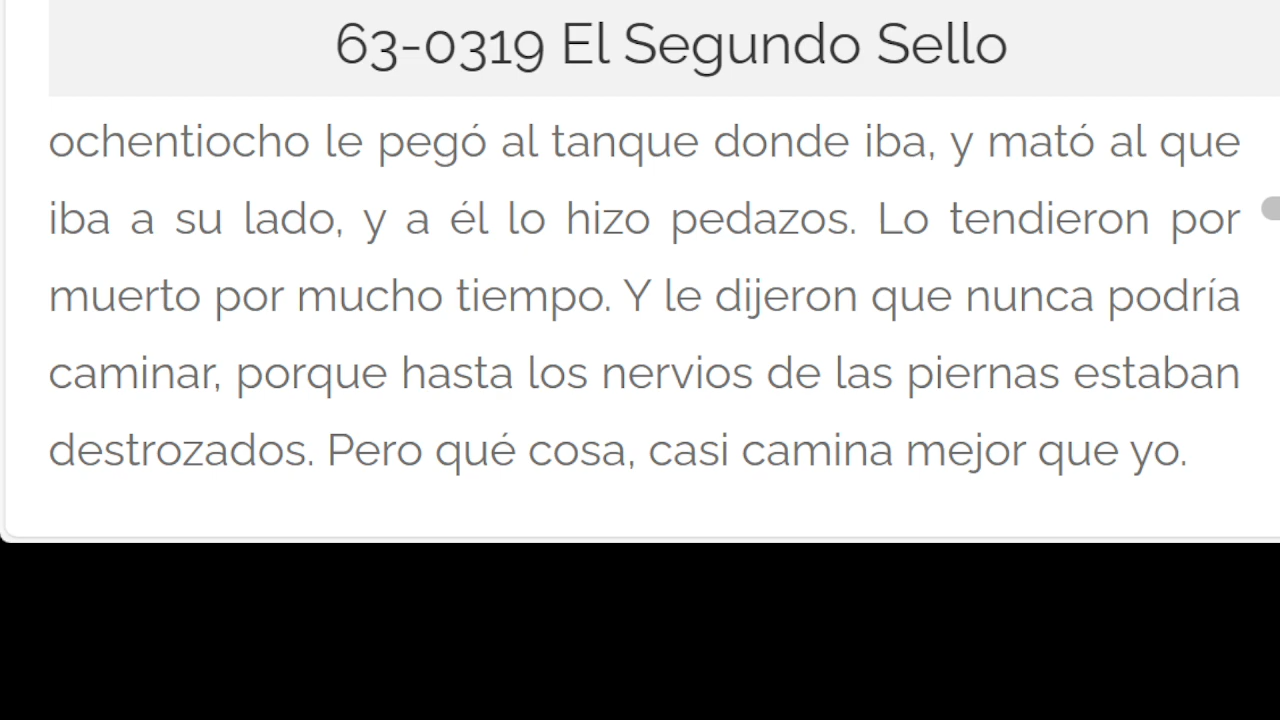 63-0319 El Segundo Sello
ochentiocho le pegó al tanque donde iba, y mató al que
iba a su lado, y a él lo hizo pedazos. Lo tendieron por
muerto por mucho tiempo. Y le dijeron que nunca podría
caminar, porque hasta los nervios de las piernas estaban
destrozados. Pero qué cosa, casi camina mejor que yo.